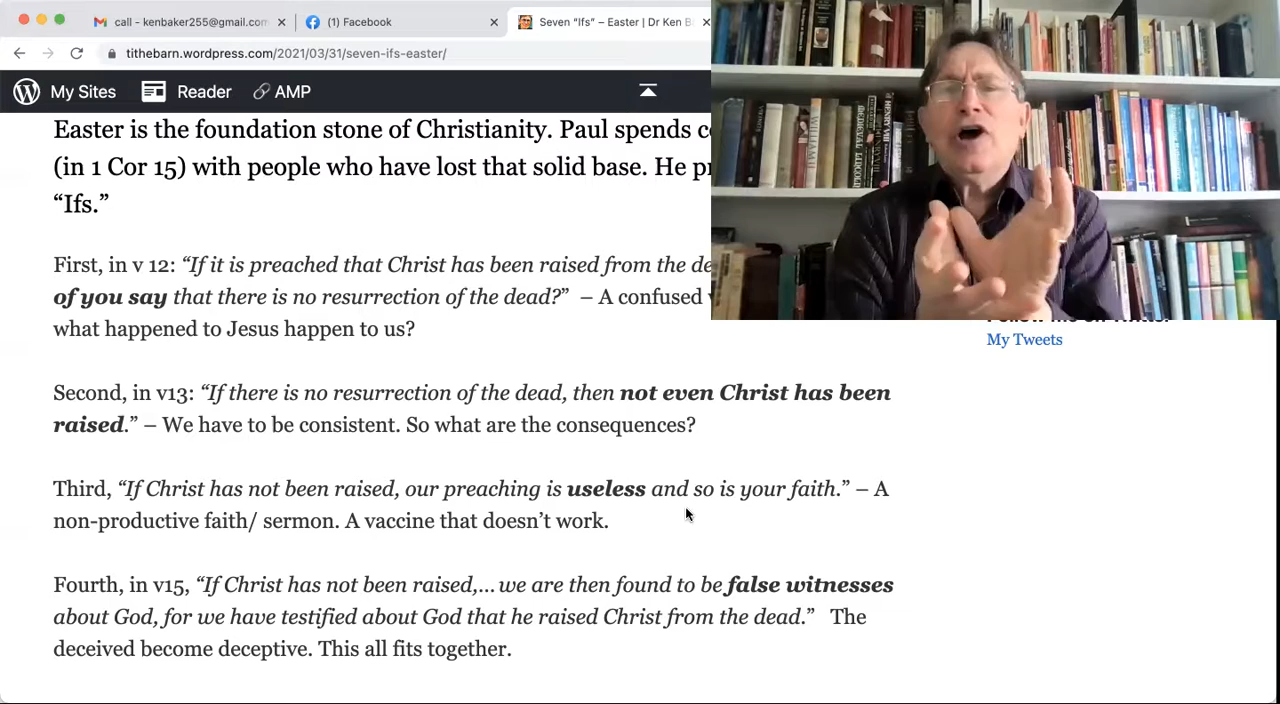 call - kenbaker255@gmail.com
(1) Facebook
Seven “Ifs” – Easter | Dr Ken B
tithebarn.wordpress.com/2021/03/31/seven-ifs-easter/
My Sites Reader AMP
Easter is the foundation stone of Christianity. Paul spends
(in 1 Cor 15) with people who have lost that solid base. He
“Ifs.”
First, in v 12: “If it is preached that Christ has been raised from the
of you say that there is no resurrection of the dead?” – A confused
what happened to Jesus happen to us?
My Tweets
Second, in v13: “If there is no resurrection of the dead, then not even Christ has been
raised.” – We have to be consistent. So what are the consequences?
Third, “If Christ has not been raised, our preaching is useless and so is your faith.” – A
non-productive faith/ sermon. A vaccine that doesn’t work.
Fourth, in v15, “If Christ has not been raised,... we are then found to be false witnesses
about God, for we have testified about God that he raised Christ from the dead.” The
deceived become deceptive. This all fits together.